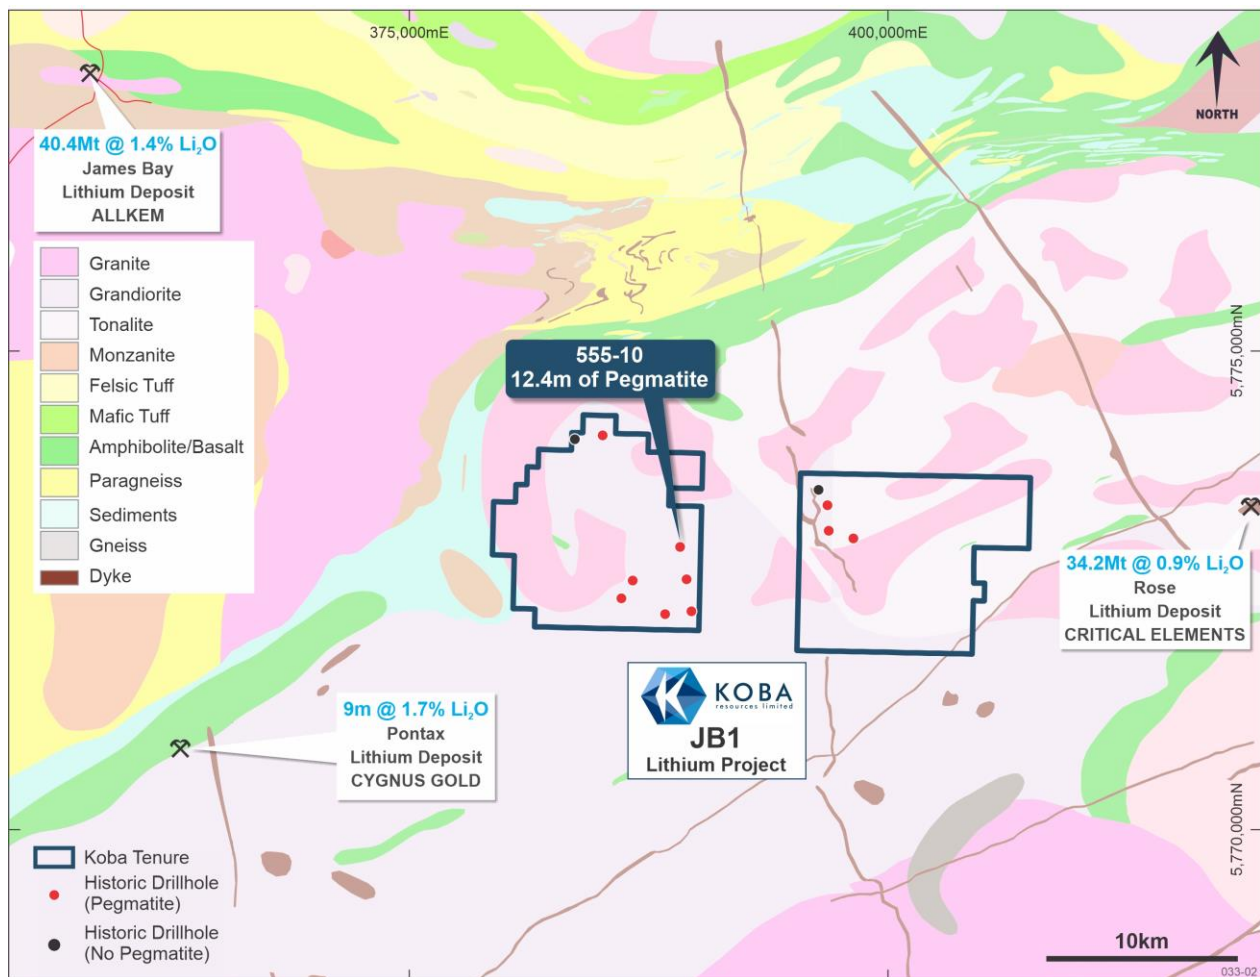 375,000mE
400,000mE
NORTH
40.4Mt @ 1.4% Li₂O
James Bay
Lithium Deposit
ALLKEM
Granite
Grandiorite
Tonalite
Monzanite
Felsic Tuff
Mafic Tuff
Amphibolite/Basalt
Paragneiss
Sediments
Gneiss
Dyke
5,775,000mN
555-10
12.4m of Pegmatite
34.2Mt @ 0.9% Li₂O
Rose
Lithium Deposit
CRITICAL ELEMENTS
KOBA
resources limited
JB1
Lithium Project
9m @ 1.7% Li₂O
Pontax
Lithium Deposit
CYGNUS GOLD
5,770,000mN
Koba Tenure
Historic Drillhole
(Pegmatite)
Historic Drillhole
(No Pegmatite)
10km
033-02